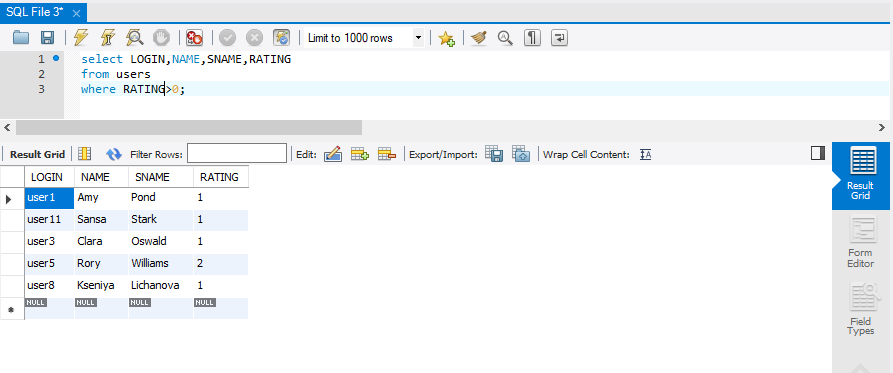 SQL File 3*
Limit to 1000 rows
1 select LOGIN,NAME,SNAME,RATING
2 from users
3 where RATING>0;
Result Grid Filter Rows: Edit: Export/Import: Wrap Cell Content:
LOGIN NAME SNAME RATING
user1 Amy Pond 1
user11 Sansa Stark 1
user3 Clara Oswald 1
user5 Rory Williams 2
user8 Kseniya Lichanova 1
NULL NULL NULL NULL
Result
Grid
Form
Editor
Field
Types